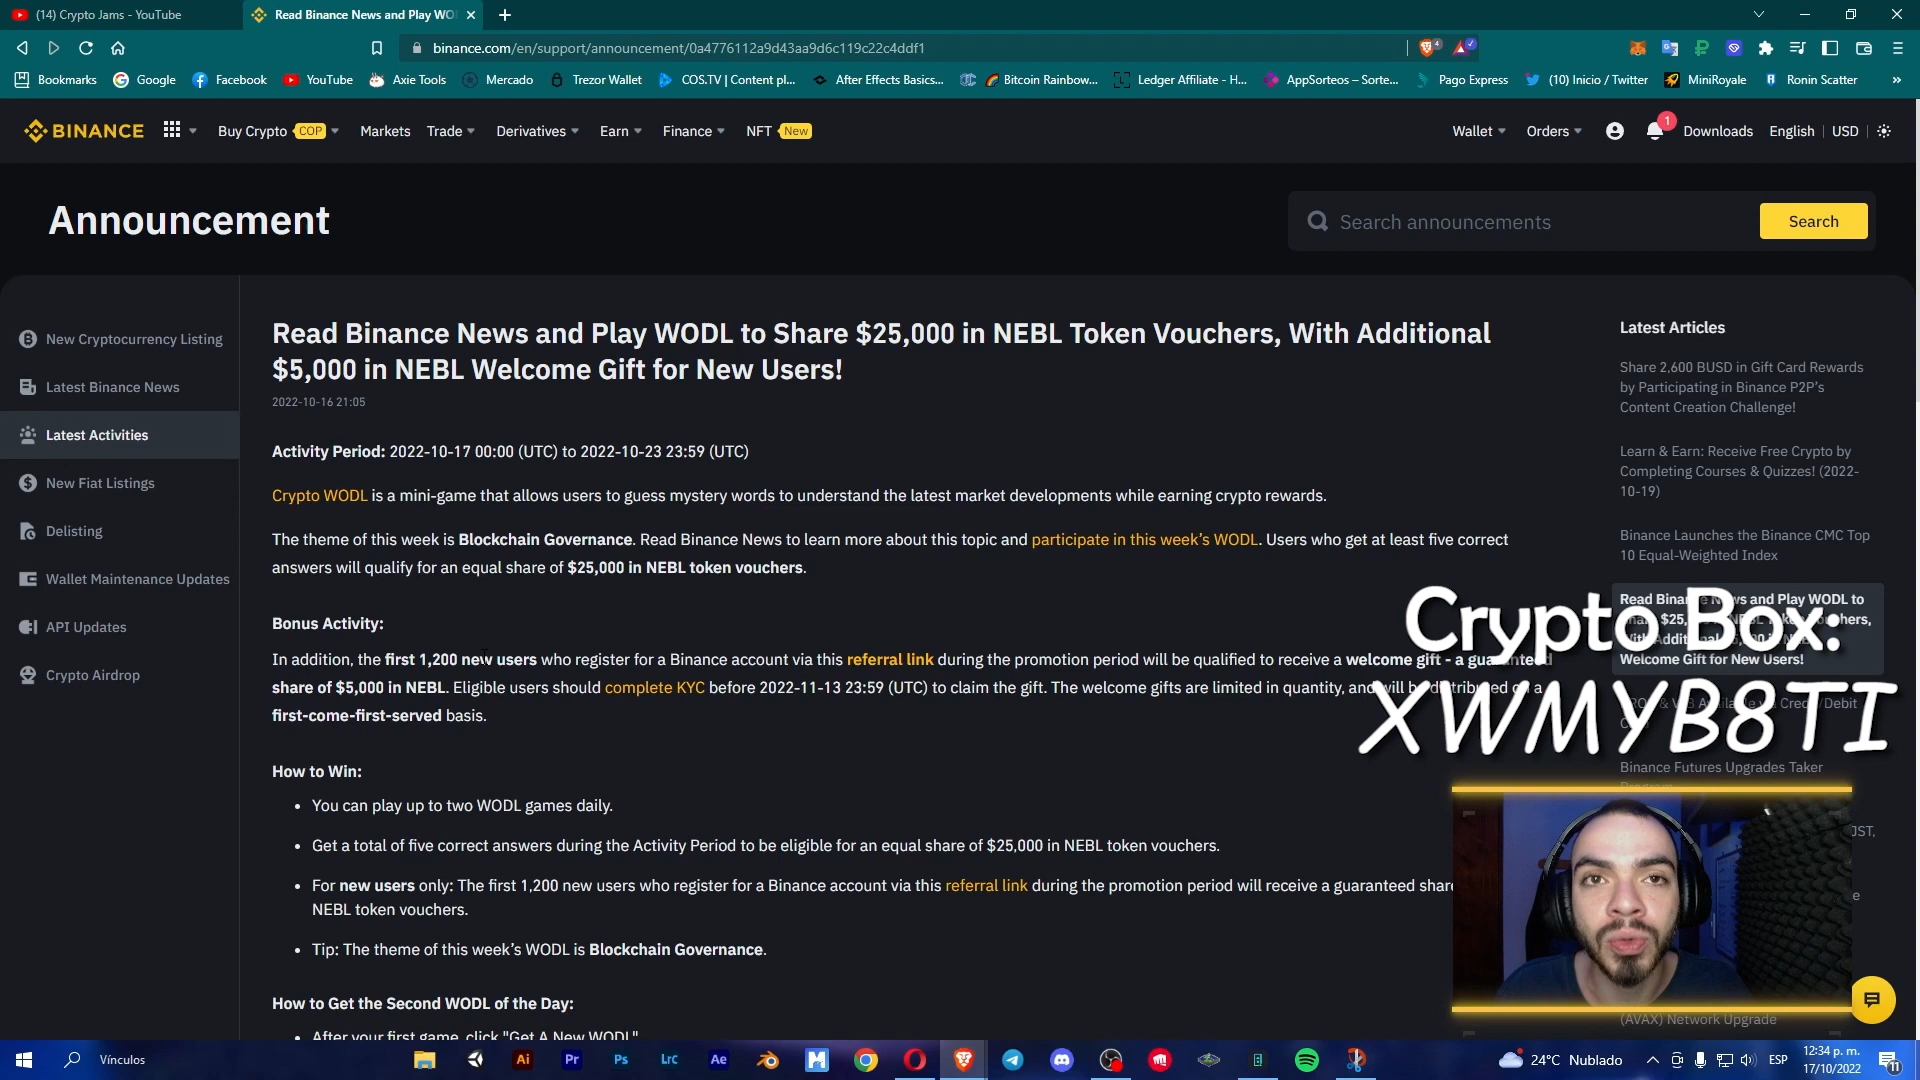 (14) Crypto Jams - YouTube
Read Binance News and Play WO
binance.com/en/support/announcement/0a4776112a9d43aa9d6c119c22c4ddf1
Bookmarks Google Facebook YouTube Axie Tools Mercado Trezor Wallet COS.TV | Content pl... After Effects Basics... Bitcoin Rainbow... Ledger Affiliate - H... AppSorteos – Sorte... Pago Express (10) Inicio / Twitter MiniRoyale Ronin Scatter »
BINANCE Buy Crypto COP Markets Trade Derivatives Earn Finance NFT New Wallet Orders 1 Downloads English USD
Announcement
Search announcements
Search
New Cryptocurrency Listing
Latest Binance News
Latest Activities
New Fiat Listings
Delisting
Wallet Maintenance Updates
API Updates
Crypto Airdrop
Read Binance News and Play WODL to Share $25,000 in NEBL Token Vouchers, With Additional
$5,000 in NEBL Welcome Gift for New Users!
2022-10-16 21:05
Activity Period: 2022-10-17 00:00 (UTC) to 2022-10-23 23:59 (UTC)
Crypto WODL is a mini-game that allows users to guess mystery words to understand the latest market developments while earning crypto rewards.
The theme of this week is Blockchain Governance. Read Binance News to learn more about this topic and participate in this week's WODL. Users who get at least five correct
answers will qualify for an equal share of $25,000 in NEBL token vouchers.
Bonus Activity:
In addition, the first 1,200 new users who register for a Binance account via this referral link during the promotion period will be qualified to receive a welcome gift - a guaranteed
share of $5,000 in NEBL. Eligible users should complete KYC before 2022-11-13 23:59 (UTC) to claim the gift. The welcome gifts are limited in quantity, and will be distributed on a
first-come-first-served basis.
How to Win:
• You can play up to two WODL games daily.
• Get a total of five correct answers during the Activity Period to be eligible for an equal share of $25,000 in NEBL token vouchers.
• For new users only: The first 1,200 new users who register for a Binance account via this referral link during the promotion period will receive a guaranteed share
NEBL token vouchers.
• Tip: The theme of this week's WODL is Blockchain Governance.
How to Get the Second WODL of the Day:
• After your first game, click "Get A New WODL"
Latest Articles
Share 2,600 BUSD in Gift Card Rewards
by Participating in Binance P2P's
Content Creation Challenge!
Learn & Earn: Receive Free Crypto by
Completing Courses & Quizzes! (2022-
10-19)
Binance Launches the Binance CMC Top
10 Equal-Weighted Index
Read Binance News and Play WODL to
Share $25,000 in NEBL Token Vouchers,
With Additional $5,000 in NEBL
Welcome Gift for New Users!
Crypto Box:
XWMYB8TI
Binance Futures Upgrades Taker
Program
(AVAX) Network Upgrade
Vínculos
Ai Pr Ps Lrc Ae
24°C Nublado ESP
12:34 p. m.
17/10/2022
11